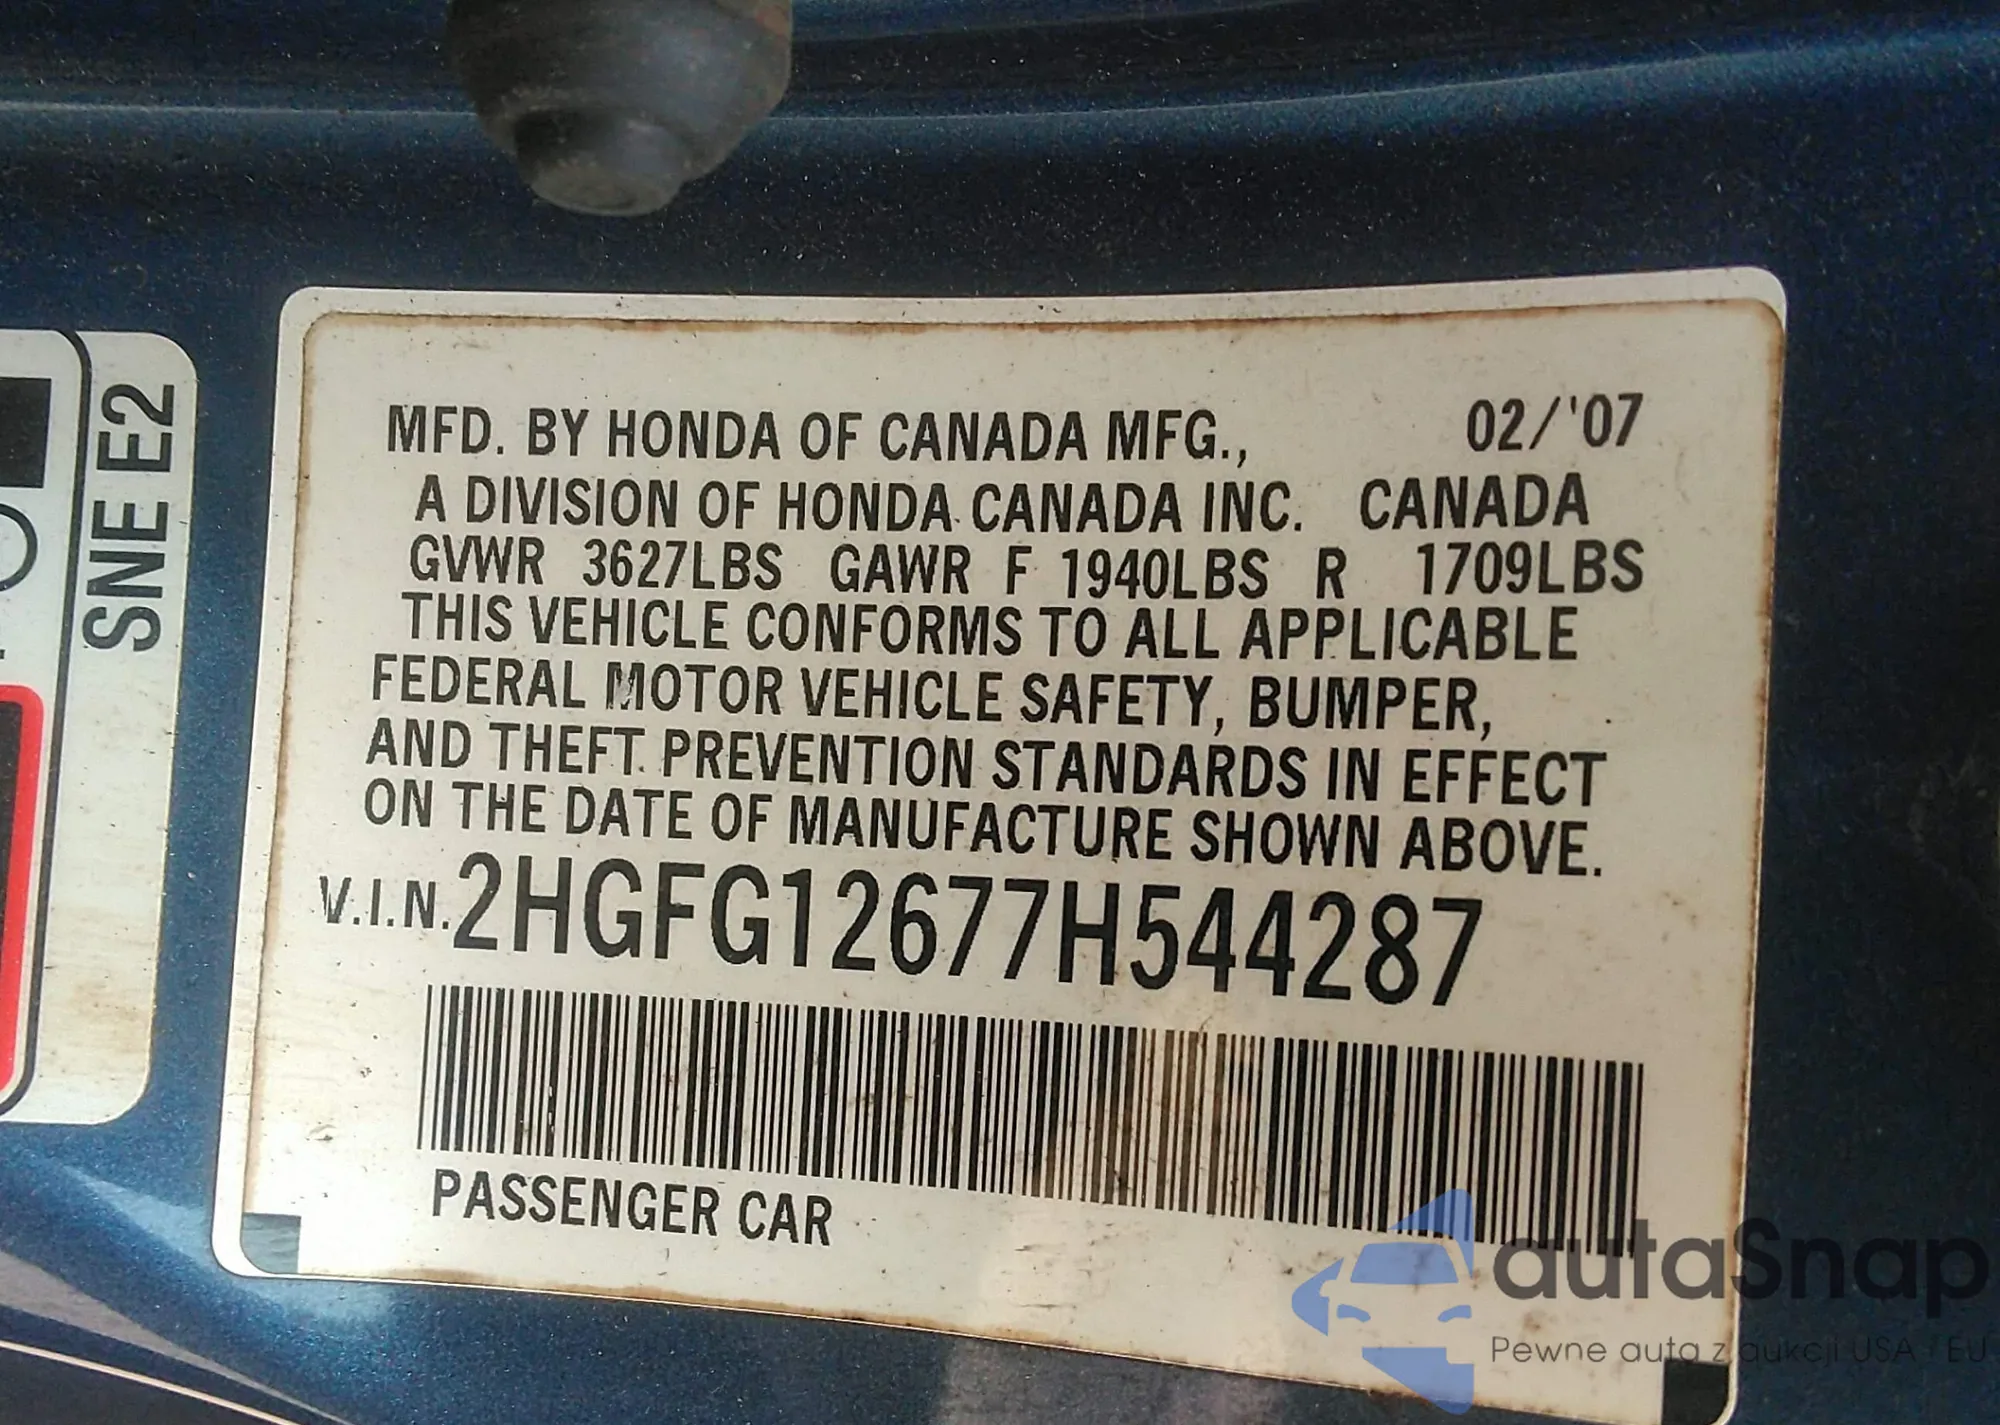 MFD. BY HONDA OF CANADA MFG., 02/'07
A DIVISION OF HONDA CANADA INC. CANADA
GVWR 3627LBS GAWR F 1940LBS R 1709LBS
THIS VEHICLE CONFORMS TO ALL APPLICABLE
FEDERAL MOTOR VEHICLE SAFETY, BUMPER,
AND THEFT PREVENTION STANDARDS IN EFFECT
ON THE DATE OF MANUFACTURE SHOWN ABOVE.
V.I.N. 2HGFG12677H544287
PASSENGER CAR
SNE E2
autaSnap
Pewne auta z aukcji USA i EU